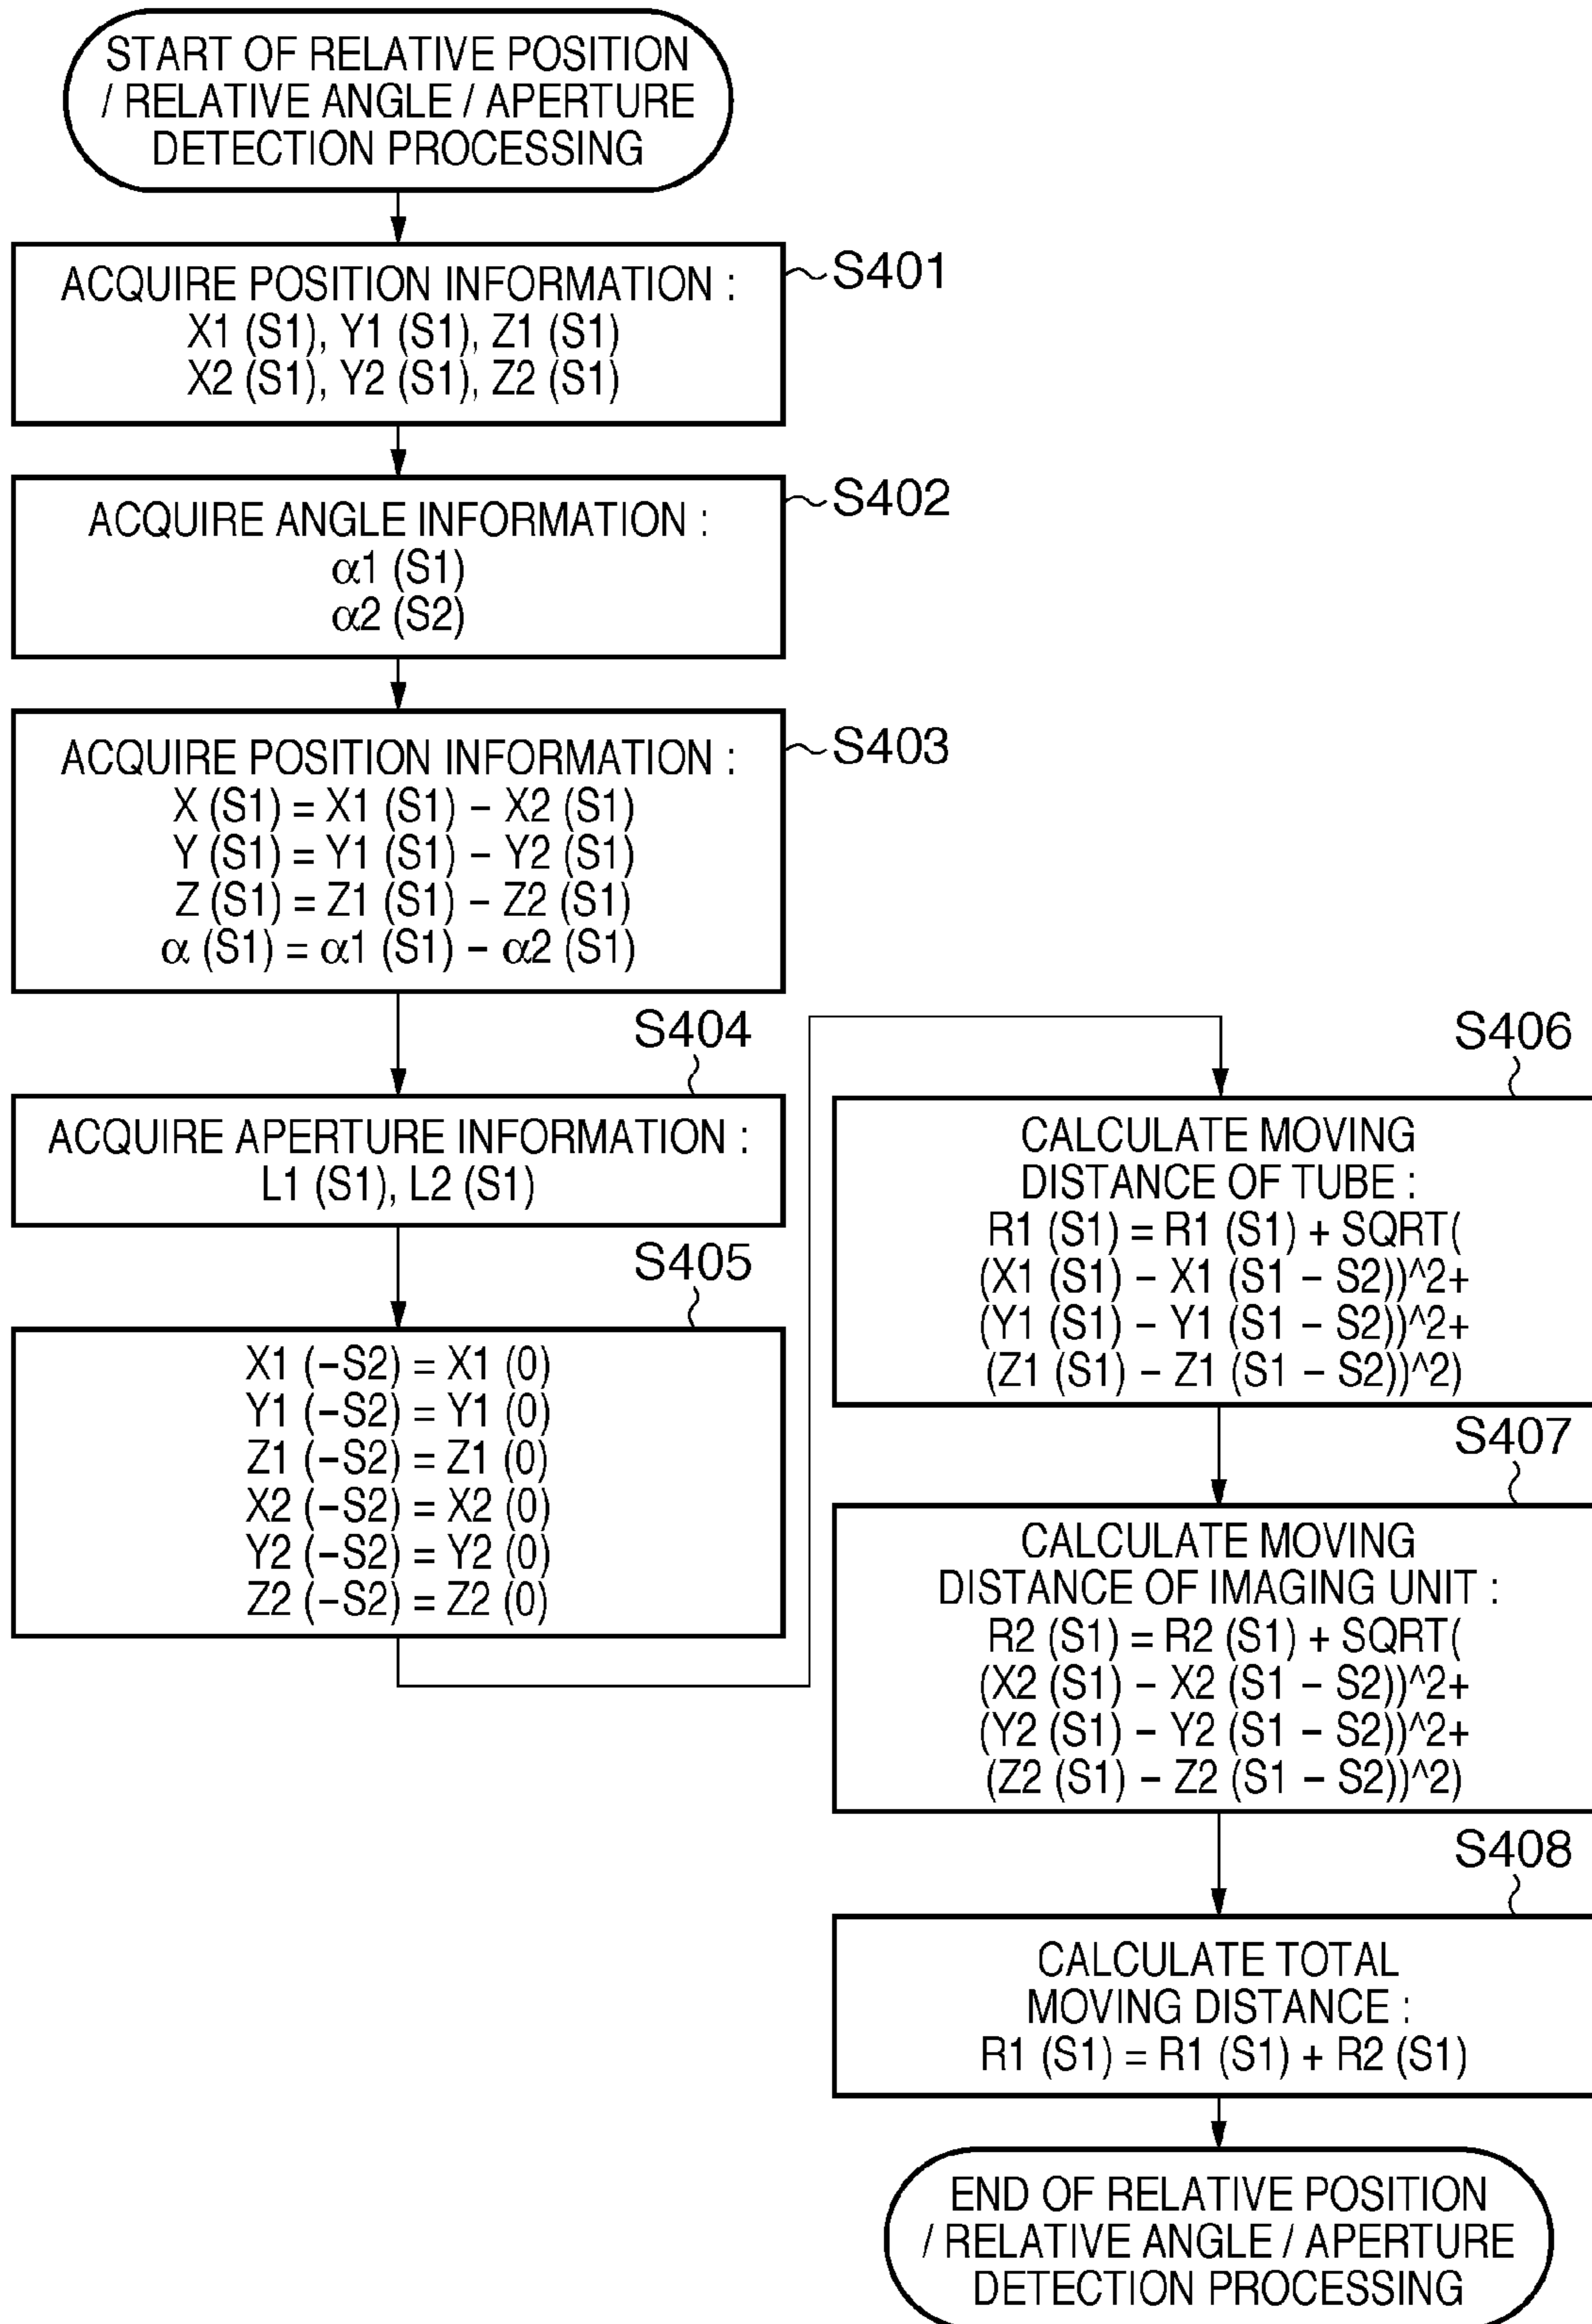 START OF RELATIVE POSITION
/ RELATIVE ANGLE / APERTURE
DETECTION PROCESSING
ACQUIRE POSITION INFORMATION :
X1 (S1), Y1 (S1), Z1 (S1)
X2 (S1), Y2 (S1), Z2 (S1)
S401
ACQUIRE ANGLE INFORMATION :
α1 (S1)
α2 (S2)
S402
ACQUIRE POSITION INFORMATION :
X (S1) = X1 (S1) − X2 (S1)
Y (S1) = Y1 (S1) − Y2 (S1)
Z (S1) = Z1 (S1) − Z2 (S1)
α (S1) = α1 (S1) − α2 (S1)
S403
S404
ACQUIRE APERTURE INFORMATION :
L1 (S1), L2 (S1)
S405
X1 (−S2) = X1 (0)
Y1 (−S2) = Y1 (0)
Z1 (−S2) = Z1 (0)
X2 (−S2) = X2 (0)
Y2 (−S2) = Y2 (0)
Z2 (−S2) = Z2 (0)
S406
CALCULATE MOVING
DISTANCE OF TUBE :
R1 (S1) = R1 (S1) + SQRT(
(X1 (S1) − X1 (S1 − S2))^2+
(Y1 (S1) − Y1 (S1 − S2))^2+
(Z1 (S1) − Z1 (S1 − S2))^2)
S407
CALCULATE MOVING
DISTANCE OF IMAGING UNIT :
R2 (S1) = R2 (S1) + SQRT(
(X2 (S1) − X2 (S1 − S2))^2+
(Y2 (S1) − Y2 (S1 − S2))^2+
(Z2 (S1) − Z2 (S1 − S2))^2)
S408
CALCULATE TOTAL
MOVING DISTANCE :
R1 (S1) = R1 (S1) + R2 (S1)
END OF RELATIVE POSITION
/ RELATIVE ANGLE / APERTURE
DETECTION PROCESSING